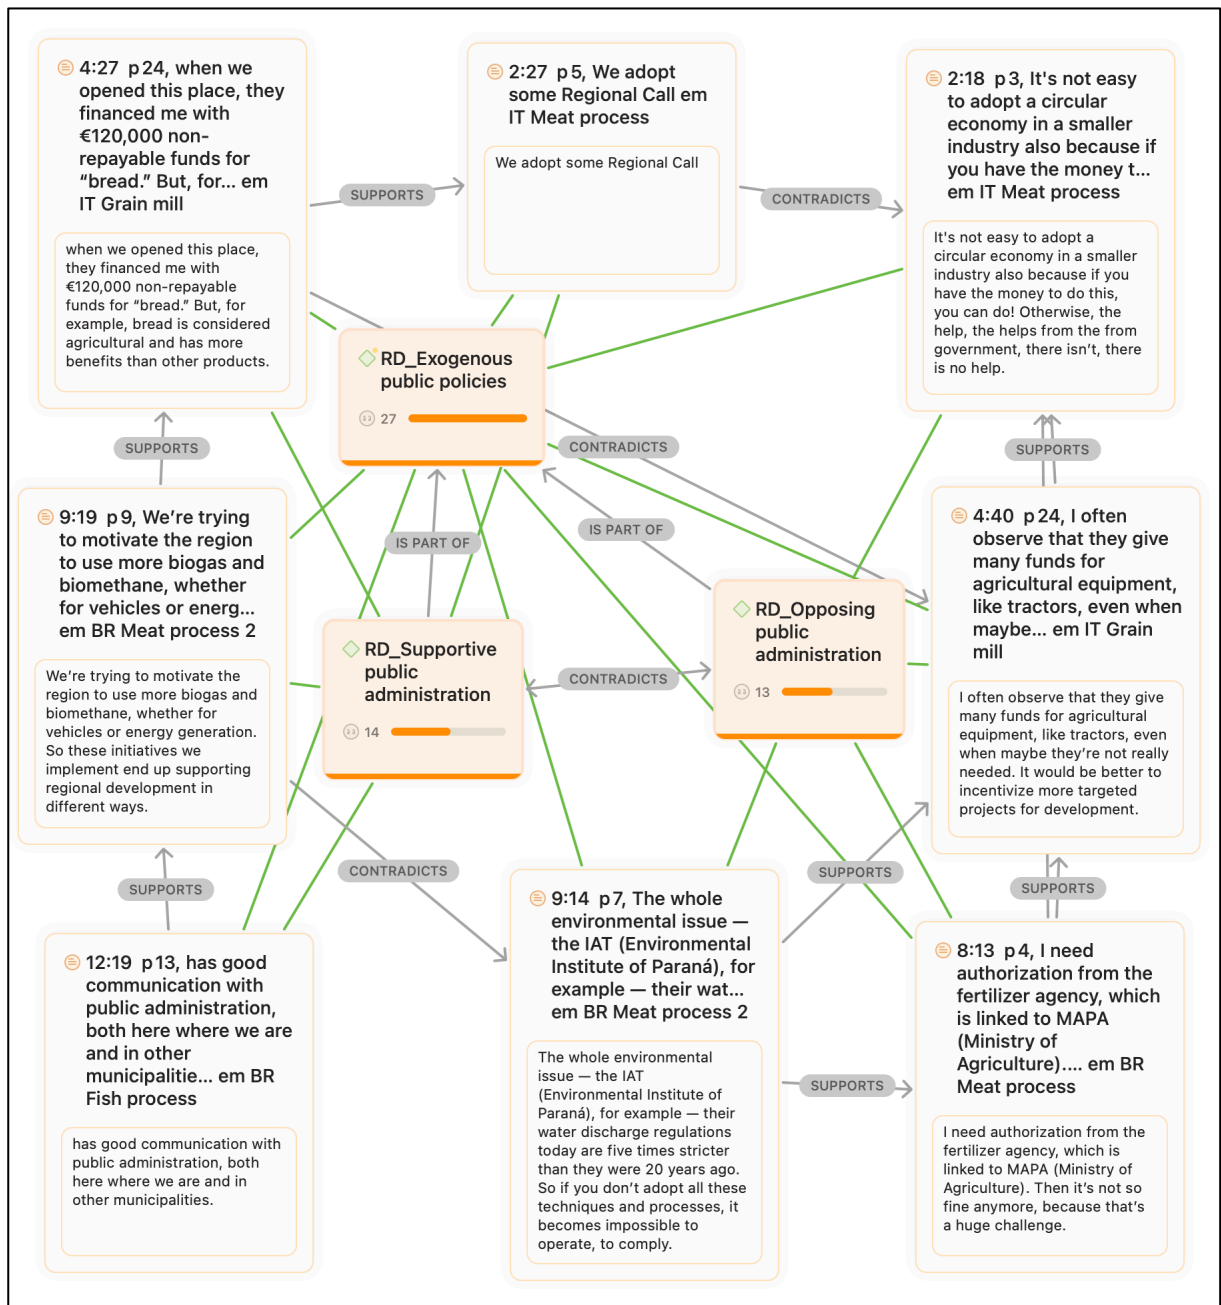 4:27 p 24, when we
opened this place, they
financed me with
€120,000 non-
repayable funds for
“bread.” But, for... em
IT Grain mill
when we opened this place,
they financed me with
€120,000 non-repayable
funds for “bread.” But, for
example, bread is considered
agricultural and has more
benefits than other products.
SUPPORTS
2:27 p 5, We adopt
some Regional Call em
IT Meat process
We adopt some Regional Call
CONTRADICTS
2:18 p 3, It's not easy
to adopt a circular
economy in a smaller
industry also because if
you have the money t...
em IT Meat process
It's not easy to adopt a
circular economy in a smaller
industry also because if you
have the money to do this,
you can do! Otherwise, the
help, the helps from the from
government, there isn’t, there
is no help.
RD_Exogenous
public policies
27
SUPPORTS
CONTRADICTS
SUPPORTS
9:19 p 9, We’re trying
to motivate the region
to use more biogas and
biomethane, whether
for vehicles or energ...
em BR Meat process 2
We’re trying to motivate the
region to use more biogas and
biomethane, whether for
vehicles or energy generation.
So these initiatives we
implement end up supporting
regional development in
different ways.
IS PART OF
IS PART OF
RD_Supportive
public
administration
14
CONTRADICTS
RD_Opposing
public
administration
13
4:40 p 24, I often
observe that they give
many funds for
agricultural equipment,
like tractors, even when
maybe... em IT Grain
mill
I often observe that they give
many funds for agricultural
equipment, like tractors, even
when maybe they’re not really
needed. It would be better to
incentivize more targeted
projects for development.
SUPPORTS
CONTRADICTS
SUPPORTS
SUPPORTS
12:19 p 13, has good
communication with
public administration,
both here where we are
and in other
municipalitie... em BR
Fish process
has good communication with
public administration, both
here where we are and in
other municipalities.
9:14 p 7, The whole
environmental issue —
the IAT (Environmental
Institute of Paraná), for
example — their wat...
em BR Meat process 2
The whole environmental
issue — the IAT
(Environmental Institute of
Paraná), for example — their
water discharge regulations
today are five times stricter
than they were 20 years ago.
So if you don’t adopt all these
techniques and processes, it
becomes impossible to
operate, to comply.
SUPPORTS
8:13 p 4, I need
authorization from the
fertilizer agency, which
is linked to MAPA
(Ministry of
Agriculture).... em BR
Meat process
I need authorization from the
fertilizer agency, which is
linked to MAPA (Ministry of
Agriculture). Then it’s not so
fine anymore, because that’s
a huge challenge.